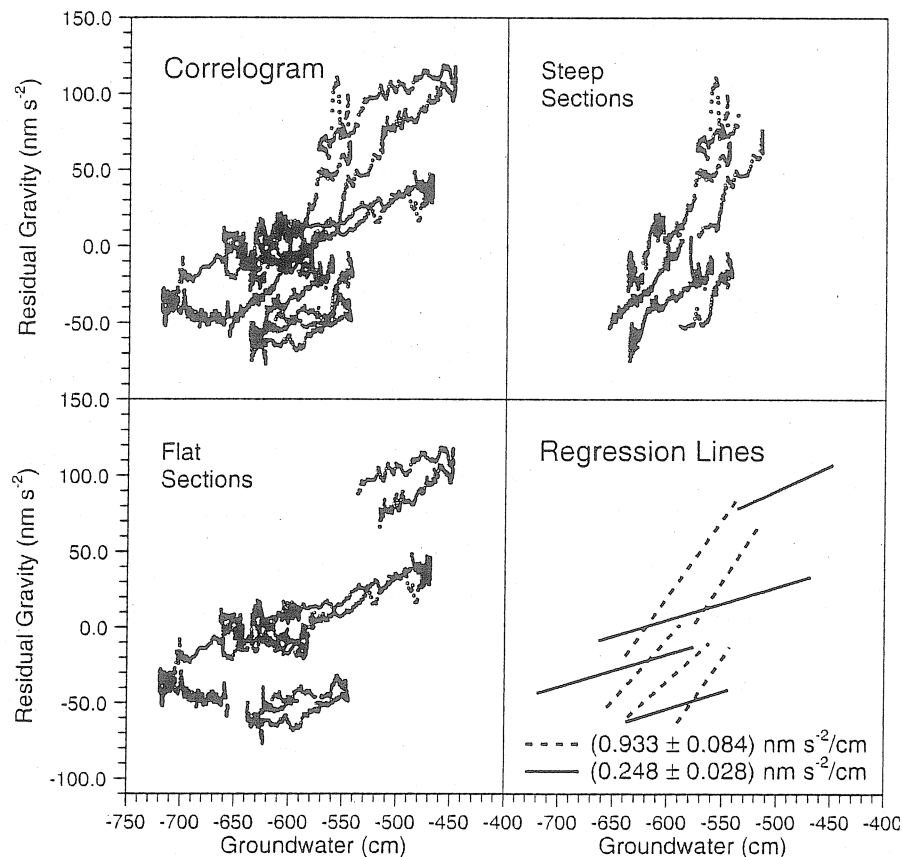 150.0
100.0
50.0
0.0
-50.0
Residual Gravity (nm s⁻²)
Correlogram
Steep
Sections
150.0
100.0
50.0
0.0
-50.0
-100.0
Residual Gravity (nm s⁻²)
Flat
Sections
Regression Lines
(0.933 ± 0.084) nm s⁻²/cm
(0.248 ± 0.028) nm s⁻²/cm
-750 -700 -650 -600 -550 -500 -450 -400
Groundwater (cm)
-650 -600 -550 -500 -450 -400
Groundwater (cm)